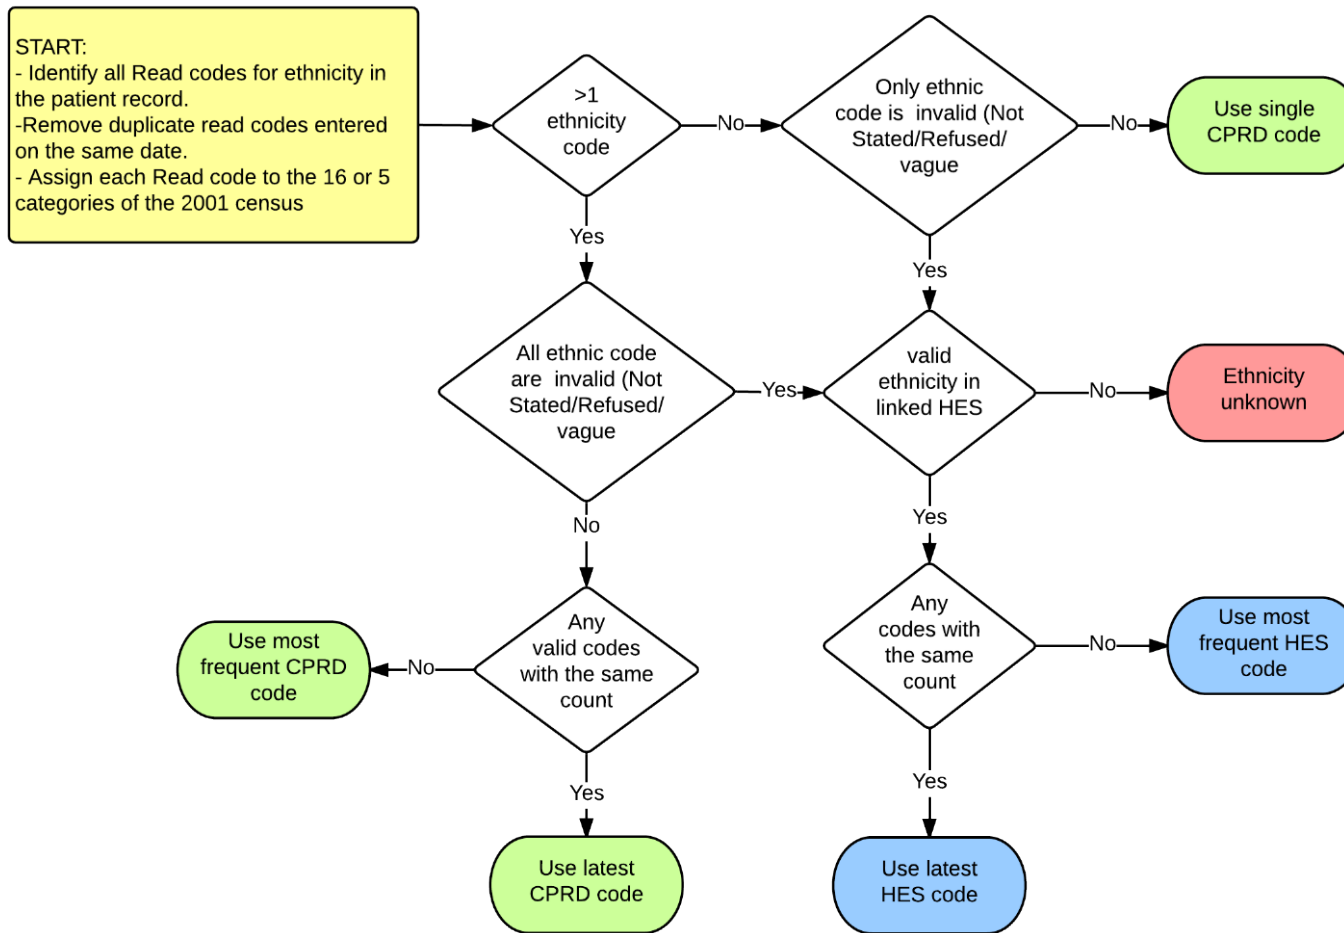 START:
- Identify all Read codes for ethnicity in
the patient record.
-Remove duplicate read codes entered
on the same date.
- Assign each Read code to the 16 or 5
categories of the 2001 census
>1
ethnicity
code
No
Only ethnic
code is  invalid (Not
Stated/Refused/
vague
No
Use single
CPRD code
Yes
Yes
All ethnic code
are  invalid (Not
Stated/Refused/
vague
Yes
valid
ethnicity in
linked HES
No
Ethnicity
unknown
No
Yes
Use most
frequent CPRD
code
No
Any
valid codes
with the same
count
Any
codes with
the same
count
No
Use most
frequent HES
code
Yes
Yes
Use latest
CPRD code
Use latest
HES code